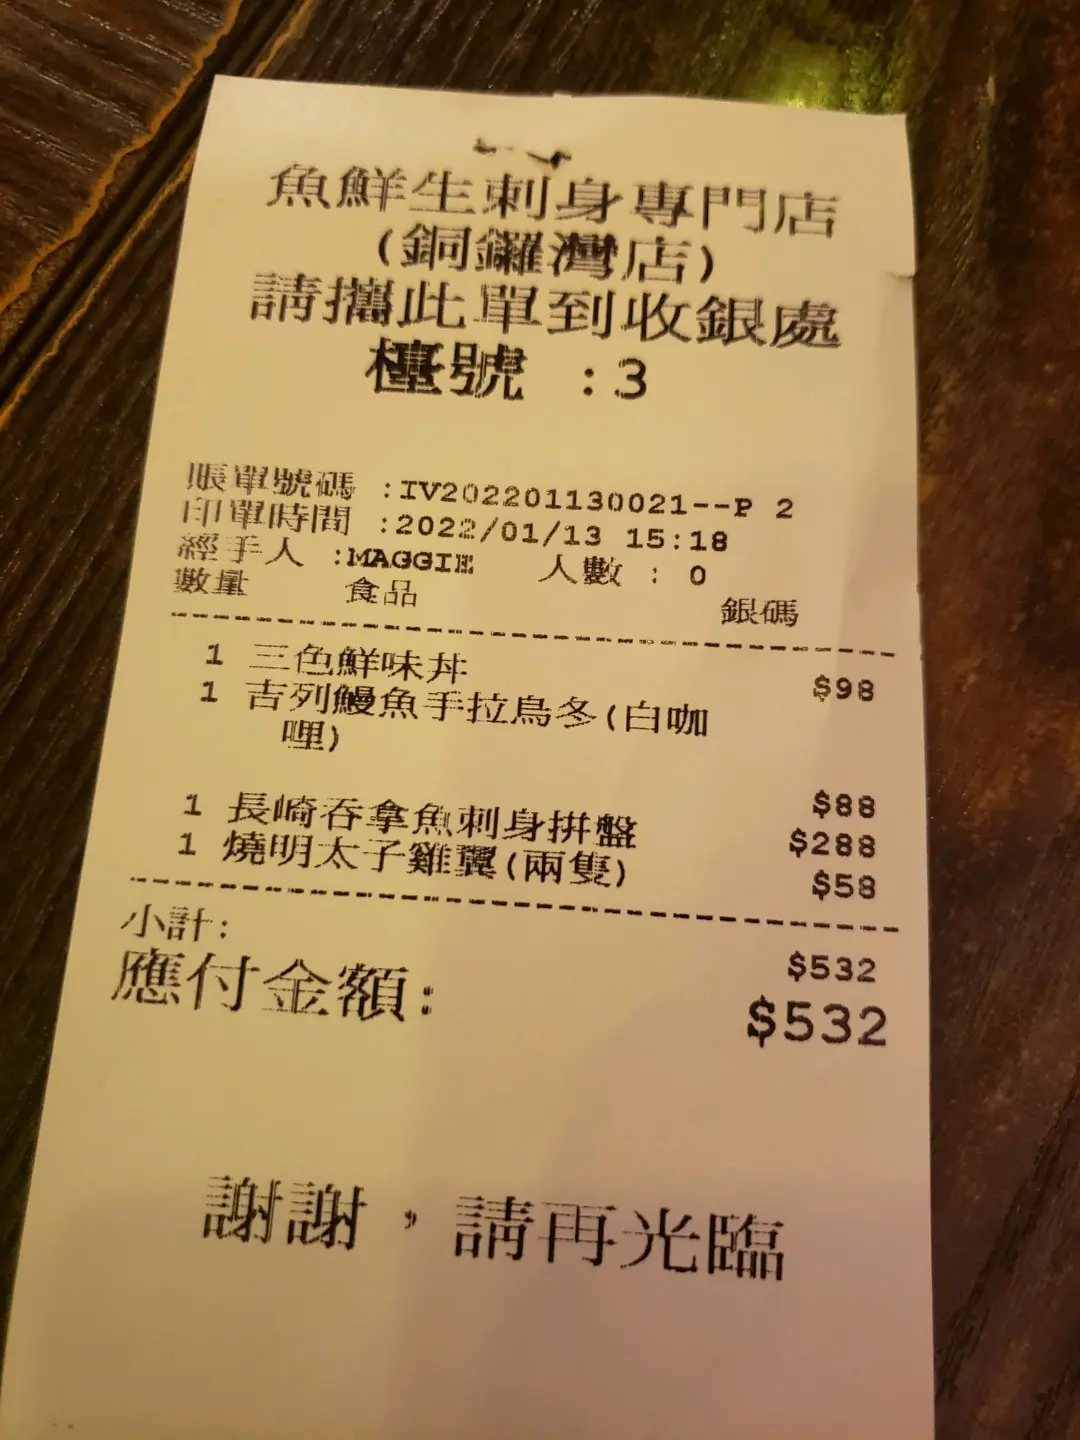 魚鮮生刺身專門店
(銅鑼灣店)
請攜此單到收銀處
檯號 :3
賬單號碼 :IV202201130021--P 2
印單時間 :2022/01/13 15:18
經手人 :MAGGIE 人數 : 0
數量 食品 銀碼
1 三色鮮味丼 $98
1 吉列鰻魚手拉烏冬(白咖
哩)
$88
1 長崎吞拿魚刺身拼盤 $288
1 燒明太子雞翼(兩隻) $58
小計: $532
應付金額: $532
謝謝，請再光臨